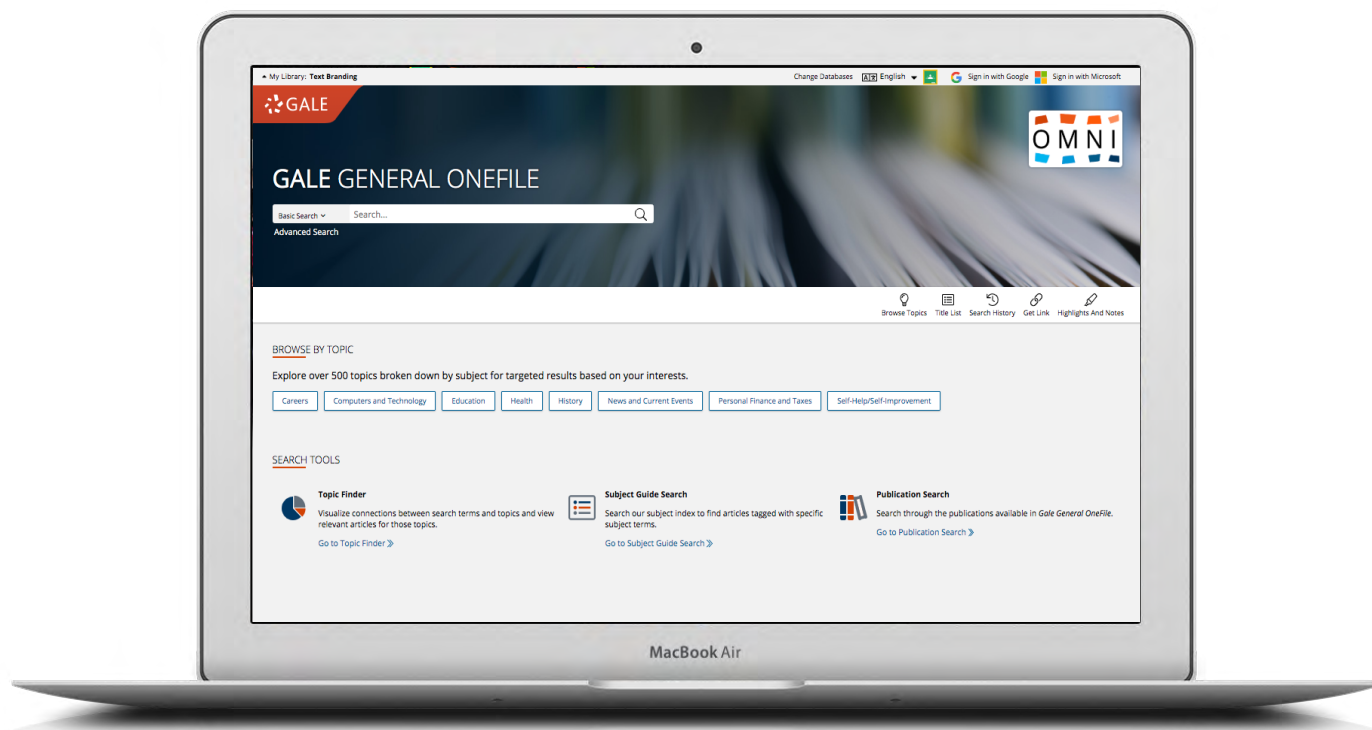 My Library: Text Branding
Change Databases English Sign in with Google Sign in with Microsoft
GALE
OMNI
GALE GENERAL ONEFILE
Basic Search Search...
Advanced Search
Browse Topics Title List Search History Get Link Highlights And Notes
BROWSE BY TOPIC
Explore over 500 topics broken down by subject for targeted results based on your interests.
Careers Computers and Technology Education Health History News and Current Events Personal Finance and Taxes Self-Help/Self-Improvement
SEARCH TOOLS
Topic Finder
Visualize connections between search terms and topics and view
relevant articles for those topics.
Go to Topic Finder »
Subject Guide Search
Search our subject index to find articles tagged with specific
subject terms.
Go to Subject Guide Search »
Publication Search
Search through the publications available in Gale General OneFile.
Go to Publication Search »
MacBook Air